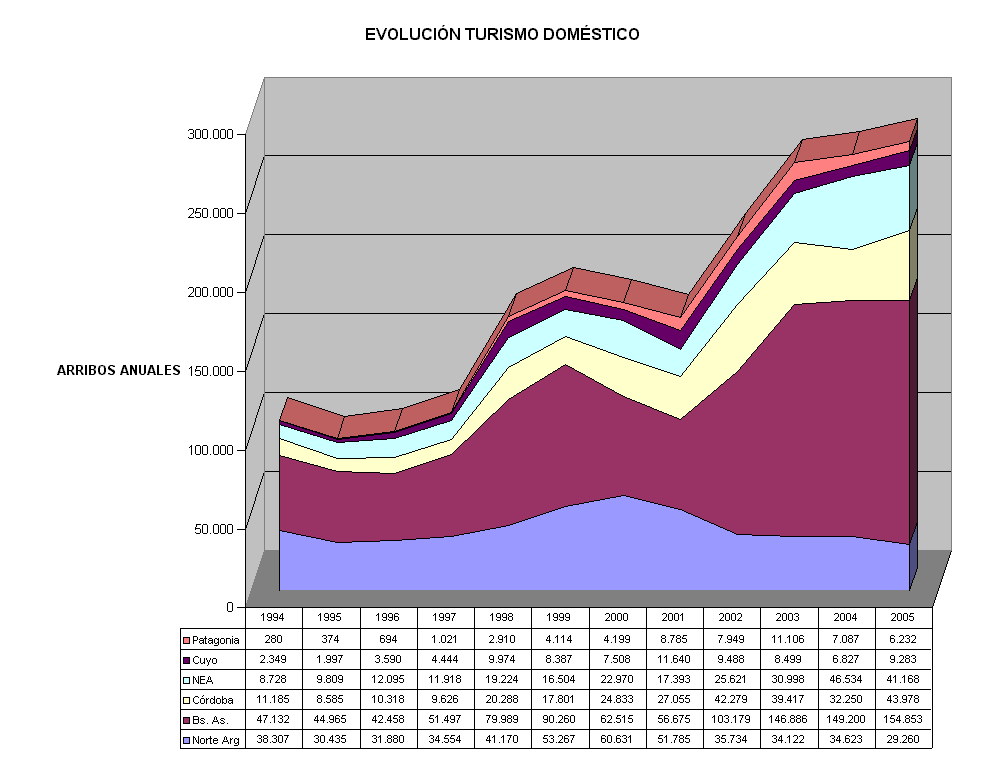 EVOLUCIÓN TURISMO DOMÉSTICO
300.000
250.000
200.000
ARRIBOS ANUALES 150.000
100.000
50.000
0
1994 1995 1996 1997 1998 1999 2000 2001 2002 2003 2004 2005
Patagonia 280 374 694 1.021 2.910 4.114 4.199 8.785 7.949 11.106 7.087 6.232
Cuyo 2.349 1.997 3.590 4.444 9.974 8.387 7.508 11.640 9.488 8.499 6.827 9.283
NEA 8.728 9.809 12.095 11.918 19.224 16.504 22.970 17.393 25.621 30.998 46.534 41.168
Córdoba 11.185 8.585 10.318 9.626 20.288 17.801 24.833 27.055 42.279 39.417 32.250 43.978
Bs. As. 47.132 44.965 42.458 51.497 79.989 90.260 62.515 56.675 103.179 146.886 149.200 154.853
Norte Arg 38.307 30.435 31.880 34.554 41.170 53.267 60.631 51.785 35.734 34.122 34.623 29.260